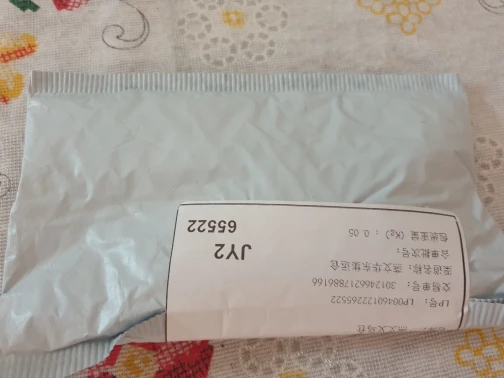 LP号: LP00460122265522
交易单号: 3012466217886166
渠道名称: 燕文华东集运仓
合单批次号:
JY2
包裹重量 (Kg) : 0.05
65522